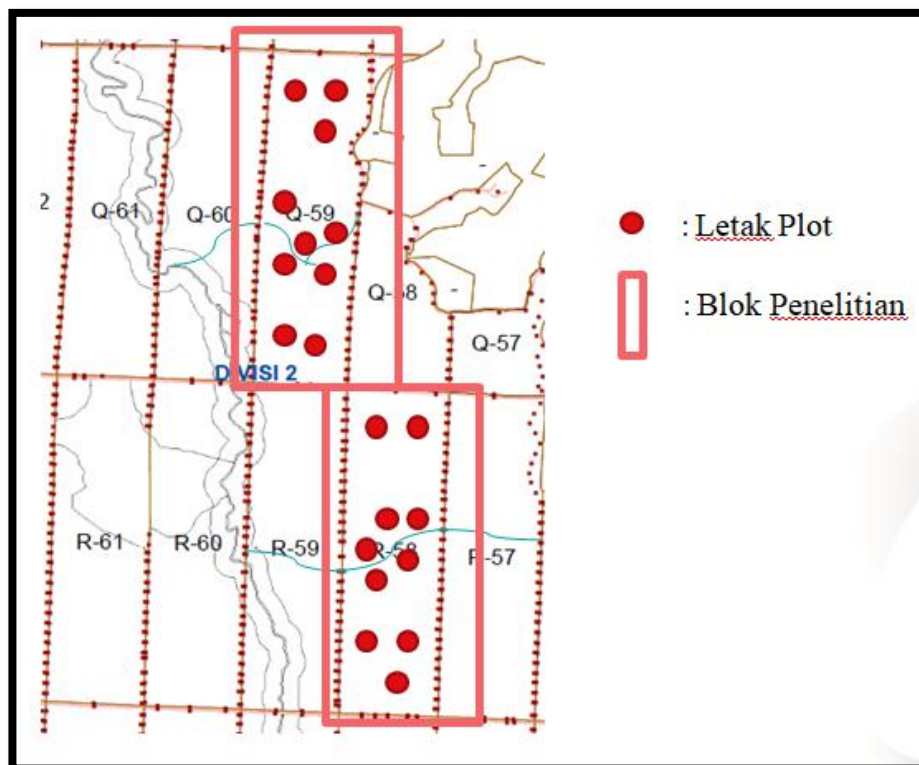 2
Q-61
Q-60
Q-59
Q-58
Q-57
DIVISI 2
R-61
R-60
R-59
R-58
R-57
: Letak Plot
: Blok Penelitian